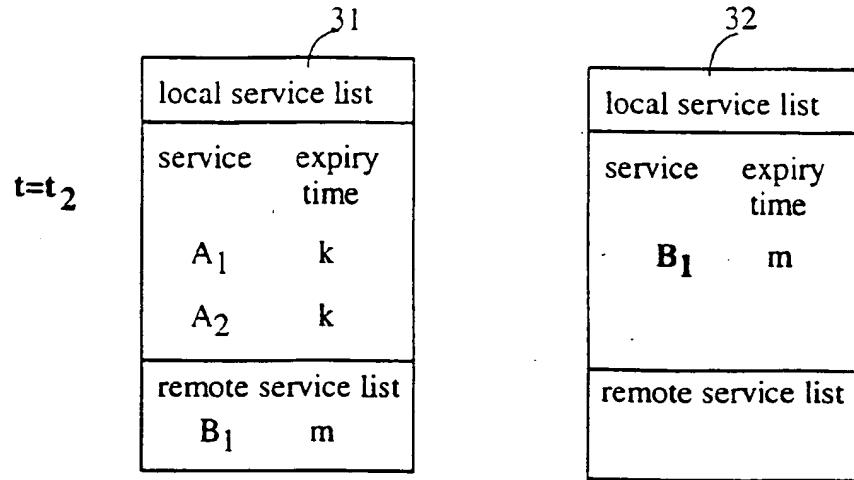 31
local service list
service expiry
time
t=t2
A1 k
A2 k
remote service list
B1 m
32
local service list
service expiry
time
B1 m
remote service list